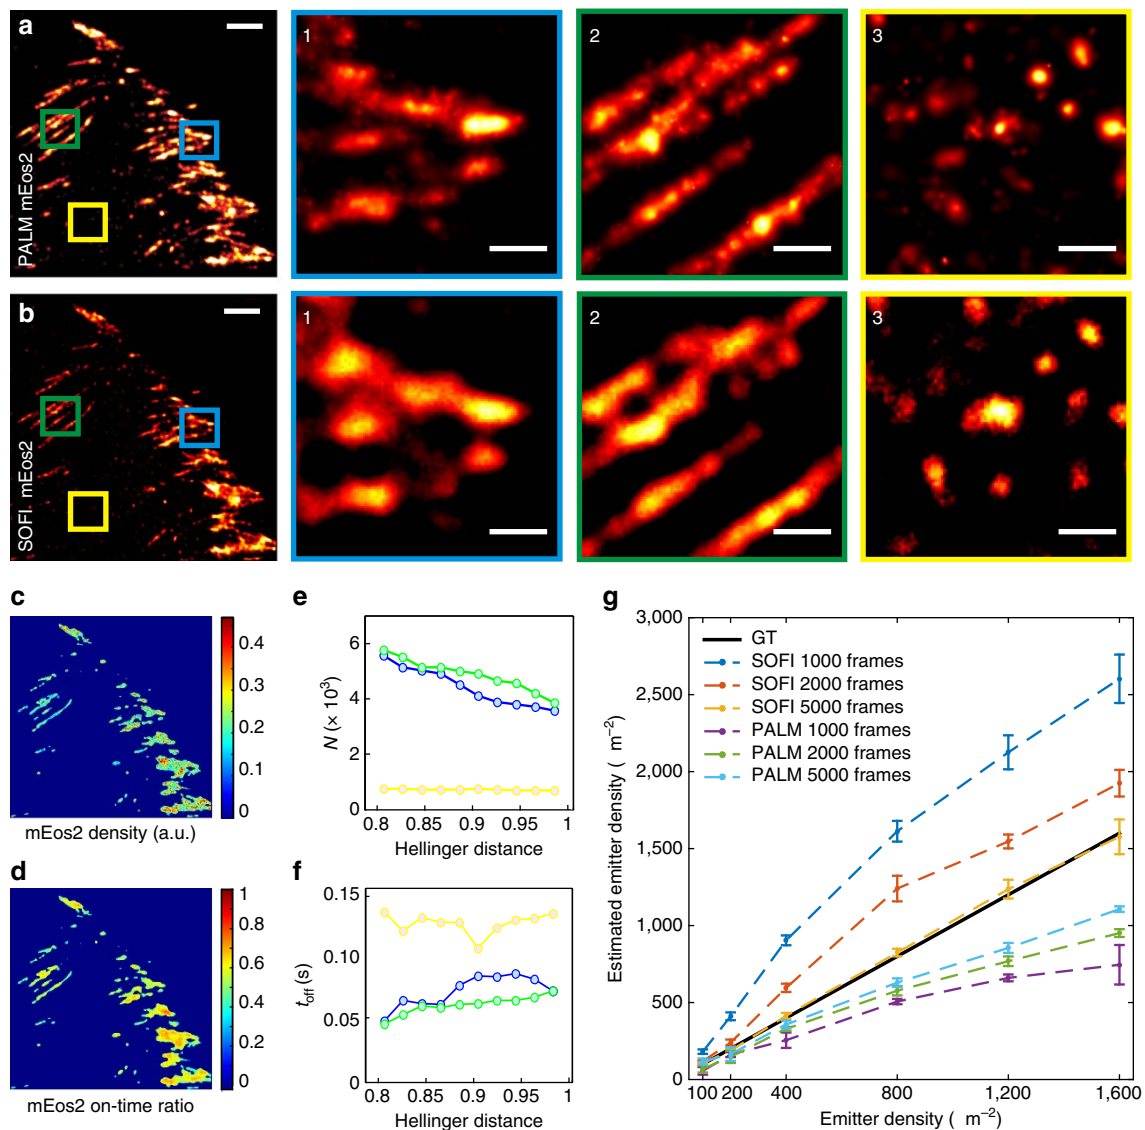 a
PALM mEos2
1
2
3
b
SOFI mEos2
1
2
3
c
0.4
0.3
0.2
0.1
0
mEos2 density (a.u.)
d
1
0.8
0.6
0.4
0.2
0
mEos2 on-time ratio
e
N (× 10³)
6
4
2
0
0.8
0.85
0.9
0.95
1
Hellinger distance
f
t_off (s)
0.15
0.10
0.05
0
0.8
0.85
0.9
0.95
1
Hellinger distance
g
Estimated emitter density ( m⁻²)
3,000
2,500
2,000
1,500
1,000
500
0
GT
SOFI 1000 frames
SOFI 2000 frames
SOFI 5000 frames
PALM 1000 frames
PALM 2000 frames
PALM 5000 frames
100 200 400 800 1,200 1,600
Emitter density ( m⁻²)